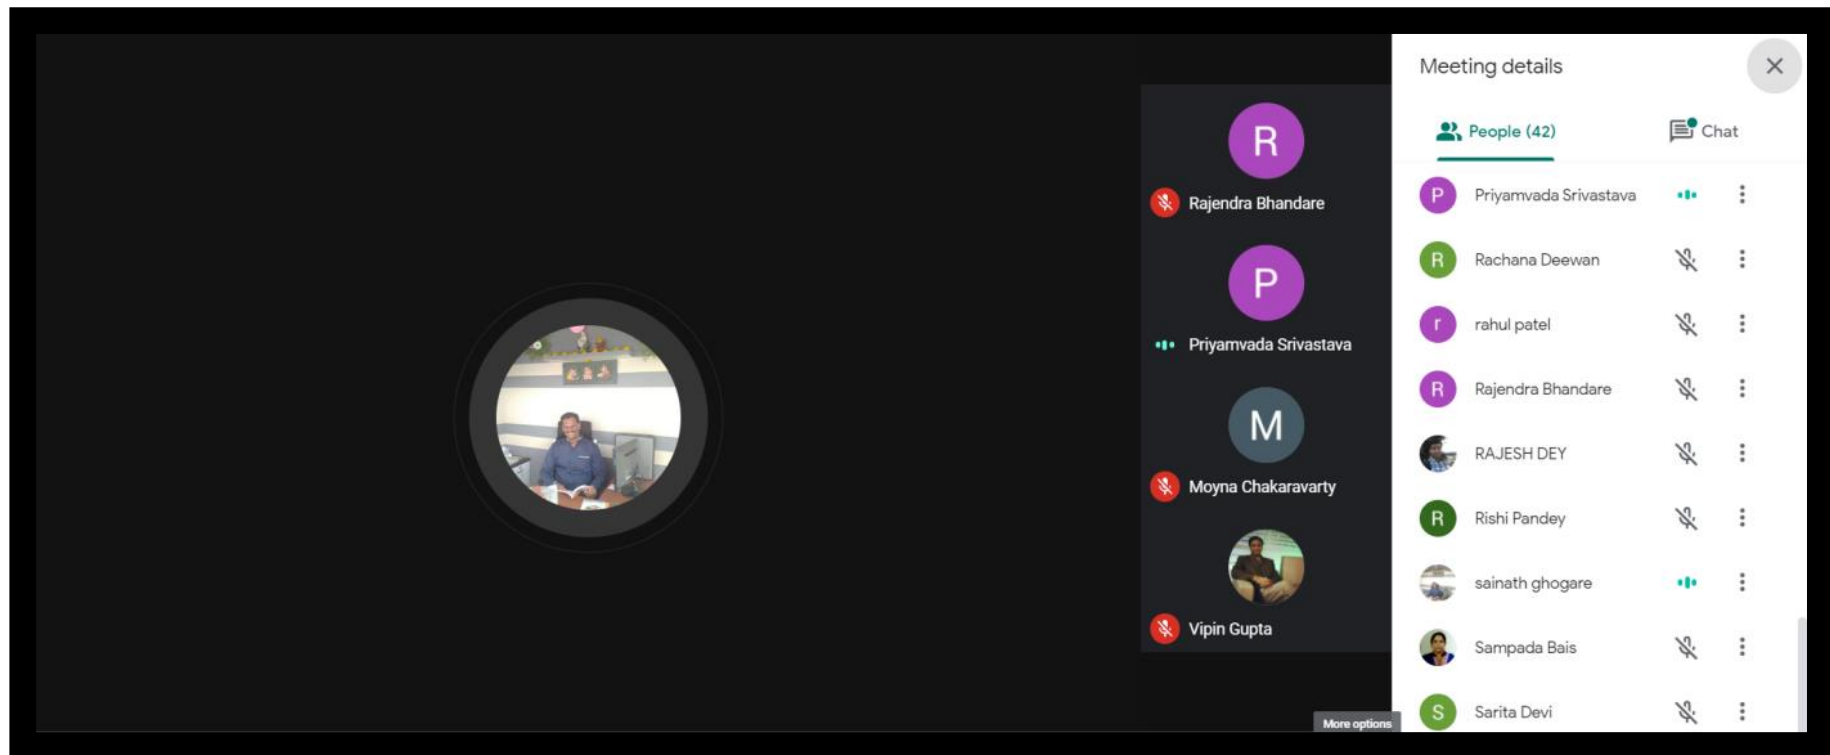 R
Rajendra Bhandare
P
Priyamvada Srivastava
M
Moyna Chakaravarty
Vipin Gupta
More options
Meeting details
People (42)
Chat
P Priyamvada Srivastava
R Rachana Deewan
r rahul patel
R Rajendra Bhandare
RAJESH DEY
R Rishi Pandey
sainath ghogare
Sampada Bais
S Sarita Devi